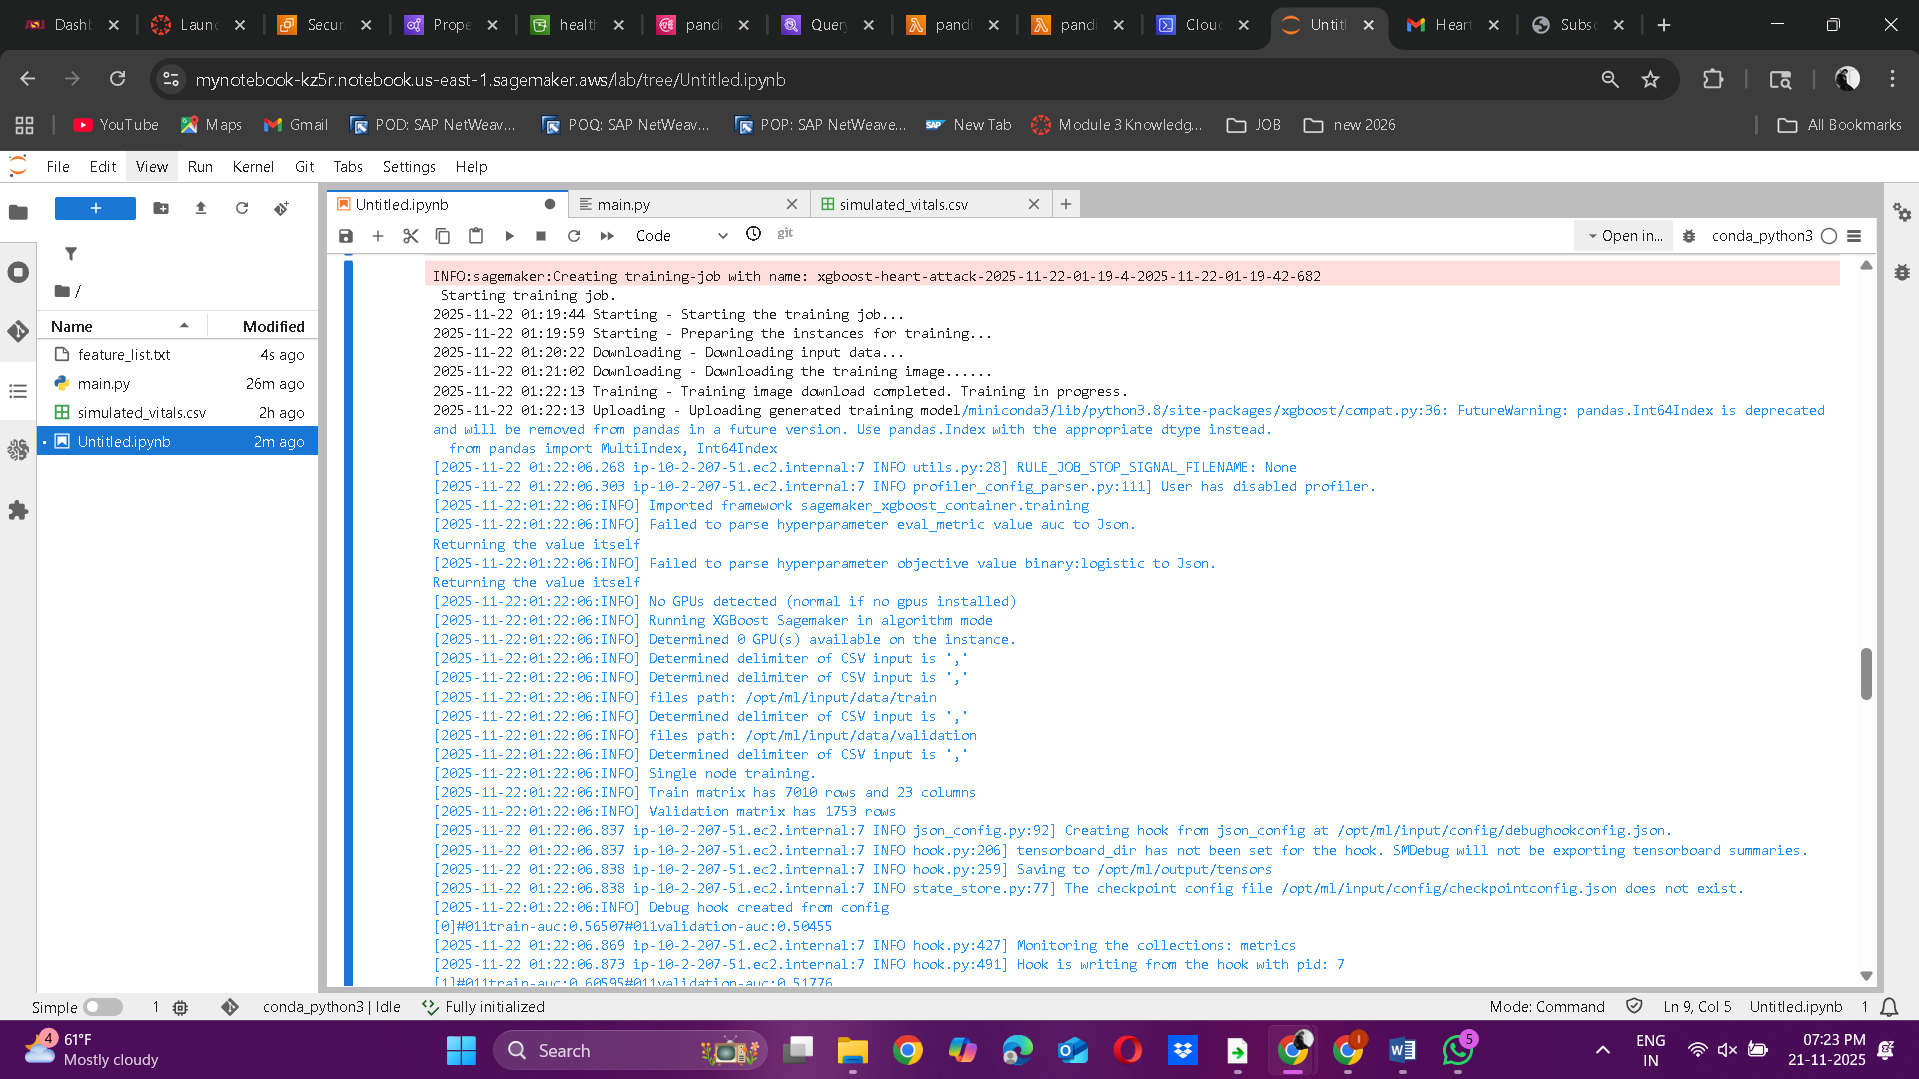 Dashb
Launc
Secur
Prope
health
pandi
Query
pandi
pandi
Clouc
Untitl
Heart
Subsc
mynotebook-kz5r.notebook.us-east-1.sagemaker.aws/lab/tree/Untitled.ipynb
YouTube
Maps
Gmail
POD: SAP NetWeav...
POQ: SAP NetWeav...
POP: SAP NetWeave...
New Tab
Module 3 Knowledg...
JOB
new 2026
All Bookmarks
File Edit View Run Kernel Git Tabs Settings Help
Untitled.ipynb
main.py
simulated_vitals.csv
Code
git
Open in...
conda_python3
/
Name Modified
feature_list.txt 4s ago
main.py 26m ago
simulated_vitals.csv 2h ago
Untitled.ipynb 2m ago
INFO:sagemaker:Creating training-job with name: xgboost-heart-attack-2025-11-22-01-19-4-2025-11-22-01-19-42-682
Starting training job.
2025-11-22 01:19:44 Starting - Starting the training job...
2025-11-22 01:19:59 Starting - Preparing the instances for training...
2025-11-22 01:20:22 Downloading - Downloading input data...
2025-11-22 01:21:02 Downloading - Downloading the training image......
2025-11-22 01:22:13 Training - Training image download completed. Training in progress.
2025-11-22 01:22:13 Uploading - Uploading generated training model/miniconda3/lib/python3.8/site-packages/xgboost/compat.py:36: FutureWarning: pandas.Int64Index is deprecated
and will be removed from pandas in a future version. Use pandas.Index with the appropriate dtype instead.
from pandas import MultiIndex, Int64Index
[2025-11-22 01:22:06.268 ip-10-2-207-51.ec2.internal:7 INFO utils.py:28] RULE_JOB_STOP_SIGNAL_FILENAME: None
[2025-11-22 01:22:06.303 ip-10-2-207-51.ec2.internal:7 INFO profiler_config_parser.py:111] User has disabled profiler.
[2025-11-22:01:22:06:INFO] Imported framework sagemaker_xgboost_container.training
[2025-11-22:01:22:06:INFO] Failed to parse hyperparameter eval_metric value auc to Json.
Returning the value itself
[2025-11-22:01:22:06:INFO] Failed to parse hyperparameter objective value binary:logistic to Json.
Returning the value itself
[2025-11-22:01:22:06:INFO] No GPUs detected (normal if no gpus installed)
[2025-11-22:01:22:06:INFO] Running XGBoost Sagemaker in algorithm mode
[2025-11-22:01:22:06:INFO] Determined 0 GPU(s) available on the instance.
[2025-11-22:01:22:06:INFO] Determined delimiter of CSV input is ','
[2025-11-22:01:22:06:INFO] Determined delimiter of CSV input is ','
[2025-11-22:01:22:06:INFO] files path: /opt/ml/input/data/train
[2025-11-22:01:22:06:INFO] Determined delimiter of CSV input is ','
[2025-11-22:01:22:06:INFO] files path: /opt/ml/input/data/validation
[2025-11-22:01:22:06:INFO] Determined delimiter of CSV input is ','
[2025-11-22:01:22:06:INFO] Single node training.
[2025-11-22:01:22:06:INFO] Train matrix has 7010 rows and 23 columns
[2025-11-22:01:22:06:INFO] Validation matrix has 1753 rows
[2025-11-22 01:22:06.837 ip-10-2-207-51.ec2.internal:7 INFO json_config.py:92] Creating hook from json_config at /opt/ml/input/config/debughookconfig.json.
[2025-11-22 01:22:06.837 ip-10-2-207-51.ec2.internal:7 INFO hook.py:206] tensorboard_dir has not been set for the hook. SMDebug will not be exporting tensorboard summaries.
[2025-11-22 01:22:06.838 ip-10-2-207-51.ec2.internal:7 INFO hook.py:259] Saving to /opt/ml/output/tensors
[2025-11-22 01:22:06.838 ip-10-2-207-51.ec2.internal:7 INFO state_store.py:77] The checkpoint config file /opt/ml/input/config/checkpointconfig.json does not exist.
[2025-11-22:01:22:06:INFO] Debug hook created from config
[0]#011train-auc:0.56507#011validation-auc:0.50455
[2025-11-22 01:22:06.869 ip-10-2-207-51.ec2.internal:7 INFO hook.py:427] Monitoring the collections: metrics
[2025-11-22 01:22:06.873 ip-10-2-207-51.ec2.internal:7 INFO hook.py:491] Hook is writing from the hook with pid: 7
[1]#011train-auc:0.60595#011validation-auc:0.51776
Simple 1 conda_python3 | Idle Fully initialized Mode: Command Ln 9, Col 5 Untitled.ipynb 1
4
61°F
Mostly cloudy
Search
5
ENG
IN
07:23 PM
21-11-2025